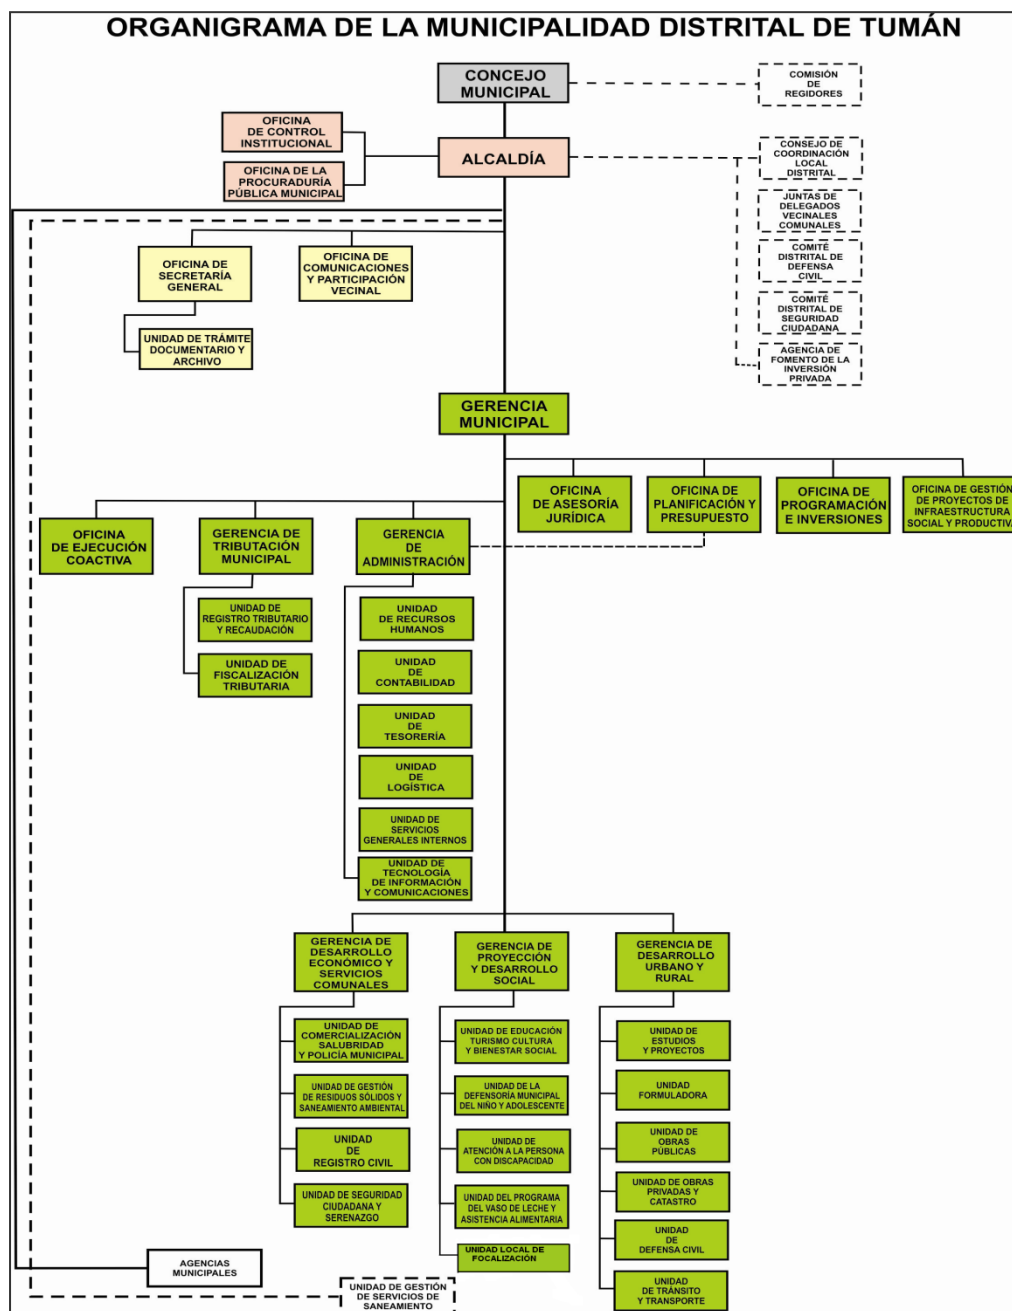 ORGANIGRAMA DE LA MUNICIPALIDAD DISTRITAL DE TUMÁN
CONCEJO
MUNICIPAL
COMISIÓN
DE
REGIDORES
OFICINA
DE CONTROL
INSTITUCIONAL
ALCALDÍA
OFICINA DE LA
PROCURADURÍA
PÚBLICA MUNICIPAL
CONSEJO DE
COORDINACIÓN
LOCAL
DISTRITAL
JUNTAS DE
DELEGADOS
VECINALES
COMUNALES
COMITÉ
DISTRITAL DE
DEFENSA
CIVIL
COMITÉ
DISTRITAL DE
SEGURIDAD
CIUDADANA
AGENCIA DE
FOMENTO DE LA
INVERSIÓN
PRIVADA
OFICINA DE
SECRETARÍA
GENERAL
OFICINA DE
COMUNICACIONES
Y PARTICIPACIÓN
VECINAL
UNIDAD DE TRÁMITE
DOCUMENTARIO Y
ARCHIVO
GERENCIA
MUNICIPAL
OFICINA
DE ASESORÍA
JURÍDICA
OFICINA DE
PLANIFICACIÓN Y
PRESUPUESTO
OFICINA DE
PROGRAMACIÓN
E INVERSIONES
OFICINA DE GESTIÓN
DE PROYECTOS DE
INFRAESTRUCTURA
SOCIAL Y PRODUCTIVA
OFICINA
DE EJECUCIÓN
COACTIVA
GERENCIA DE
TRIBUTACIÓN
MUNICIPAL
GERENCIA
DE
ADMINISTRACIÓN
UNIDAD DE
REGISTRO TRIBUTARIO
Y RECAUDACIÓN
UNIDAD DE
FISCALIZACIÓN
TRIBUTARIA
UNIDAD
DE RECURSOS
HUMANOS
UNIDAD
DE
CONTABILIDAD
UNIDAD
DE
TESORERÍA
UNIDAD
DE
LOGÍSTICA
UNIDAD DE
SERVICIOS
GENERALES INTERNOS
UNIDAD DE
TECNOLOGÍA
DE INFORMACIÓN
Y COMUNICACIONES
GERENCIA DE
DESARROLLO
ECONÓMICO Y
SERVICIOS
COMUNALES
GERENCIA DE
PROYECCIÓN
Y DESARROLLO
SOCIAL
GERENCIA DE
DESARROLLO
URBANO Y
RURAL
UNIDAD DE
COMERCIALIZACIÓN
SALUBRIDAD
Y POLICÍA MUNICIPAL
UNIDAD DE GESTIÓN
DE RESIDUOS SÓLIDOS Y
SANEAMIENTO AMBIENTAL
UNIDAD
DE
REGISTRO CIVIL
UNIDAD DE SEGURIDAD
CIUDADANA Y
SERENAZGO
UNIDAD DE EDUCACIÓN
TURISMO CULTURA
Y BIENESTAR SOCIAL
UNIDAD DE LA
DEFENSORÍA MUNICIPAL
DEL NIÑO Y ADOLESCENTE
UNIDAD DE
ATENCIÓN A LA PERSONA
CON DISCAPACIDAD
UNIDAD DEL PROGRAMA
DEL VASO DE LECHE Y
ASISTENCIA ALIMENTARIA
UNIDAD LOCAL DE
FOCALIZACIÓN
UNIDAD DE
ESTUDIOS
Y PROYECTOS
UNIDAD
FORMULADORA
UNIDAD DE
OBRAS
PÚBLICAS
UNIDAD DE OBRAS
PRIVADAS Y
CATASTRO
UNIDAD
DE
DEFENSA CIVIL
UNIDAD
DE TRÁNSITO
Y TRANSPORTE
AGENCIAS
MUNICIPALES
UNIDAD DE GESTIÓN
DE SERVICIOS DE
SANEAMIENTO